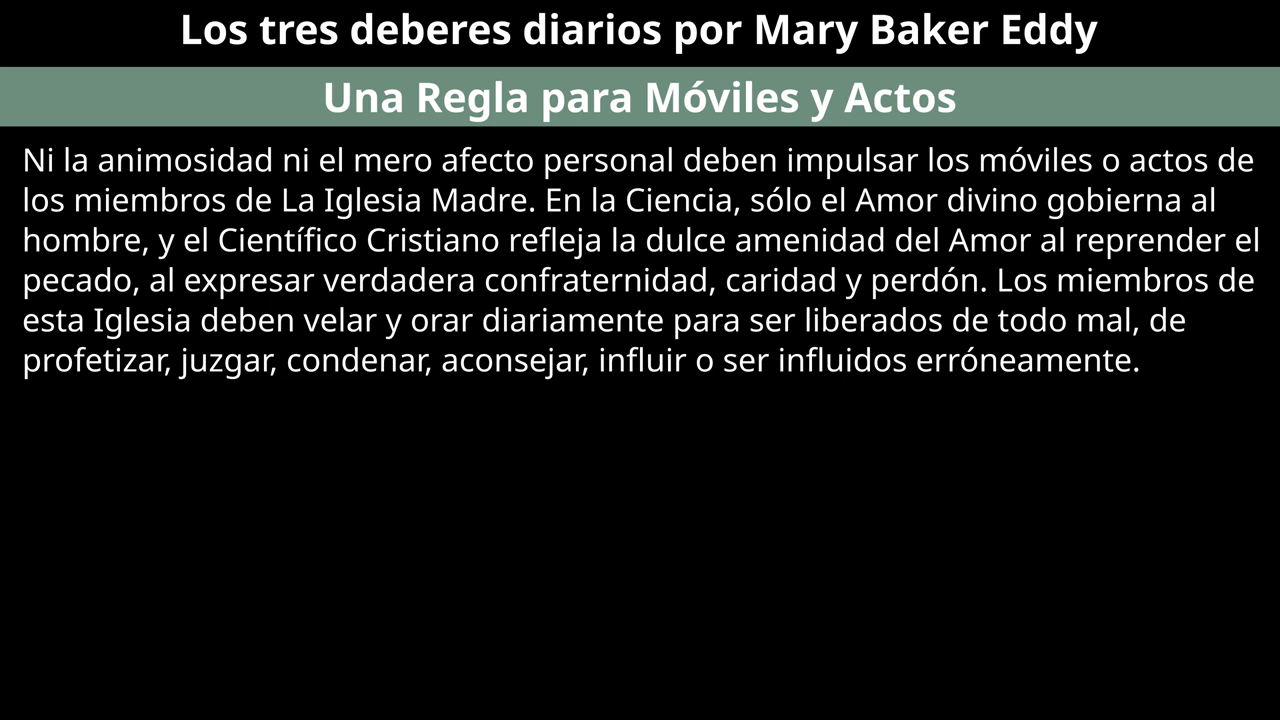 Los tres deberes diarios por Mary Baker Eddy
Una Regla para Móviles y Actos
Ni la animosidad ni el mero afecto personal deben impulsar los móviles o actos de
los miembros de La Iglesia Madre. En la Ciencia, sólo el Amor divino gobierna al
hombre, y el Científico Cristiano refleja la dulce amenidad del Amor al reprender el
pecado, al expresar verdadera confraternidad, caridad y perdón. Los miembros de
esta Iglesia deben velar y orar diariamente para ser liberados de todo mal, de
profetizar, juzgar, condenar, aconsejar, influir o ser influidos erróneamente.